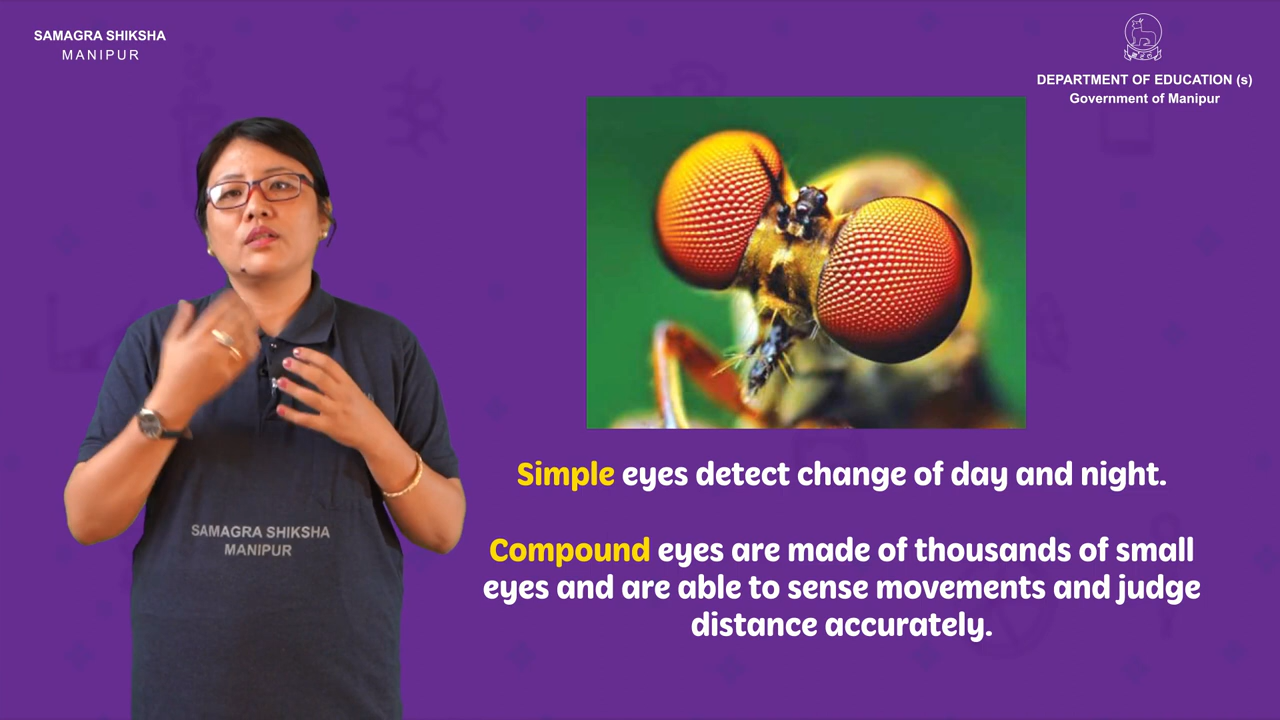 SAMAGRA SHIKSHA
MANIPUR
DEPARTMENT OF EDUCATION (s)
Government of Manipur
Simple eyes detect change of day and night.
Compound eyes are made of thousands of small
eyes and are able to sense movements and judge
distance accurately.
SAMAGRA SHIKSHA
MANIPUR